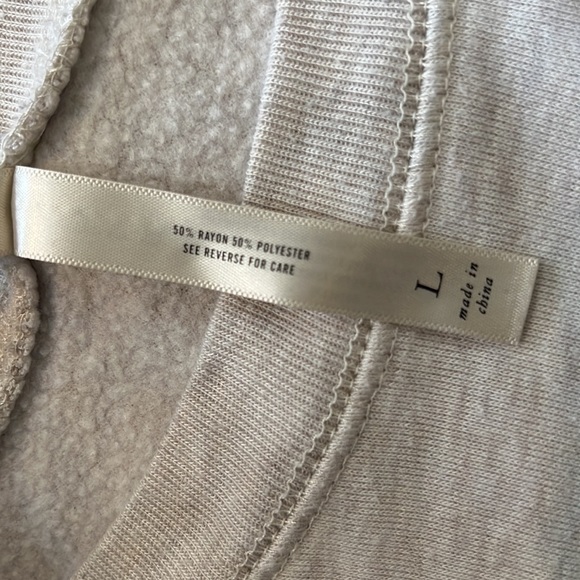 50% RAYON 50% POLYESTER
SEE REVERSE FOR CARE
L
made in
china